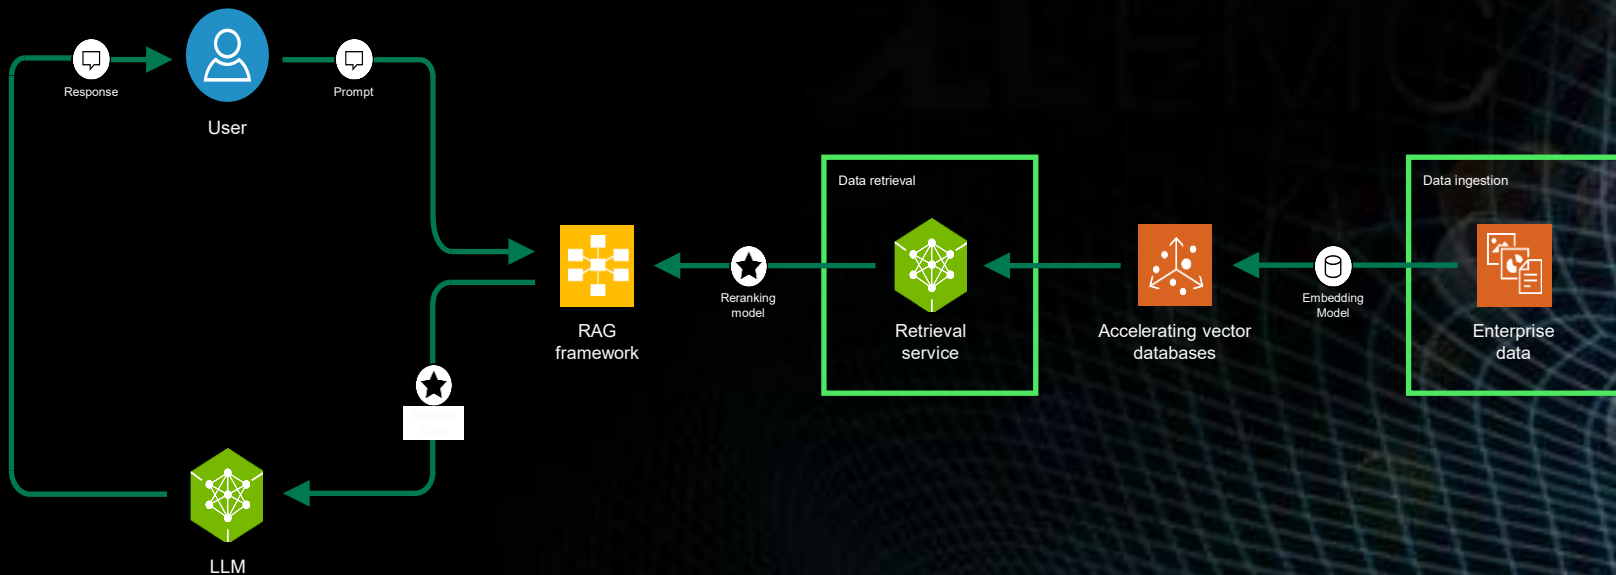 Response
Prompt
User
Data retrieval
Data ingestion
Reranking
model
Embedding
Model
RAG
framework
Retrieval
service
Accelerating vector
databases
Enterprise
data
LLM